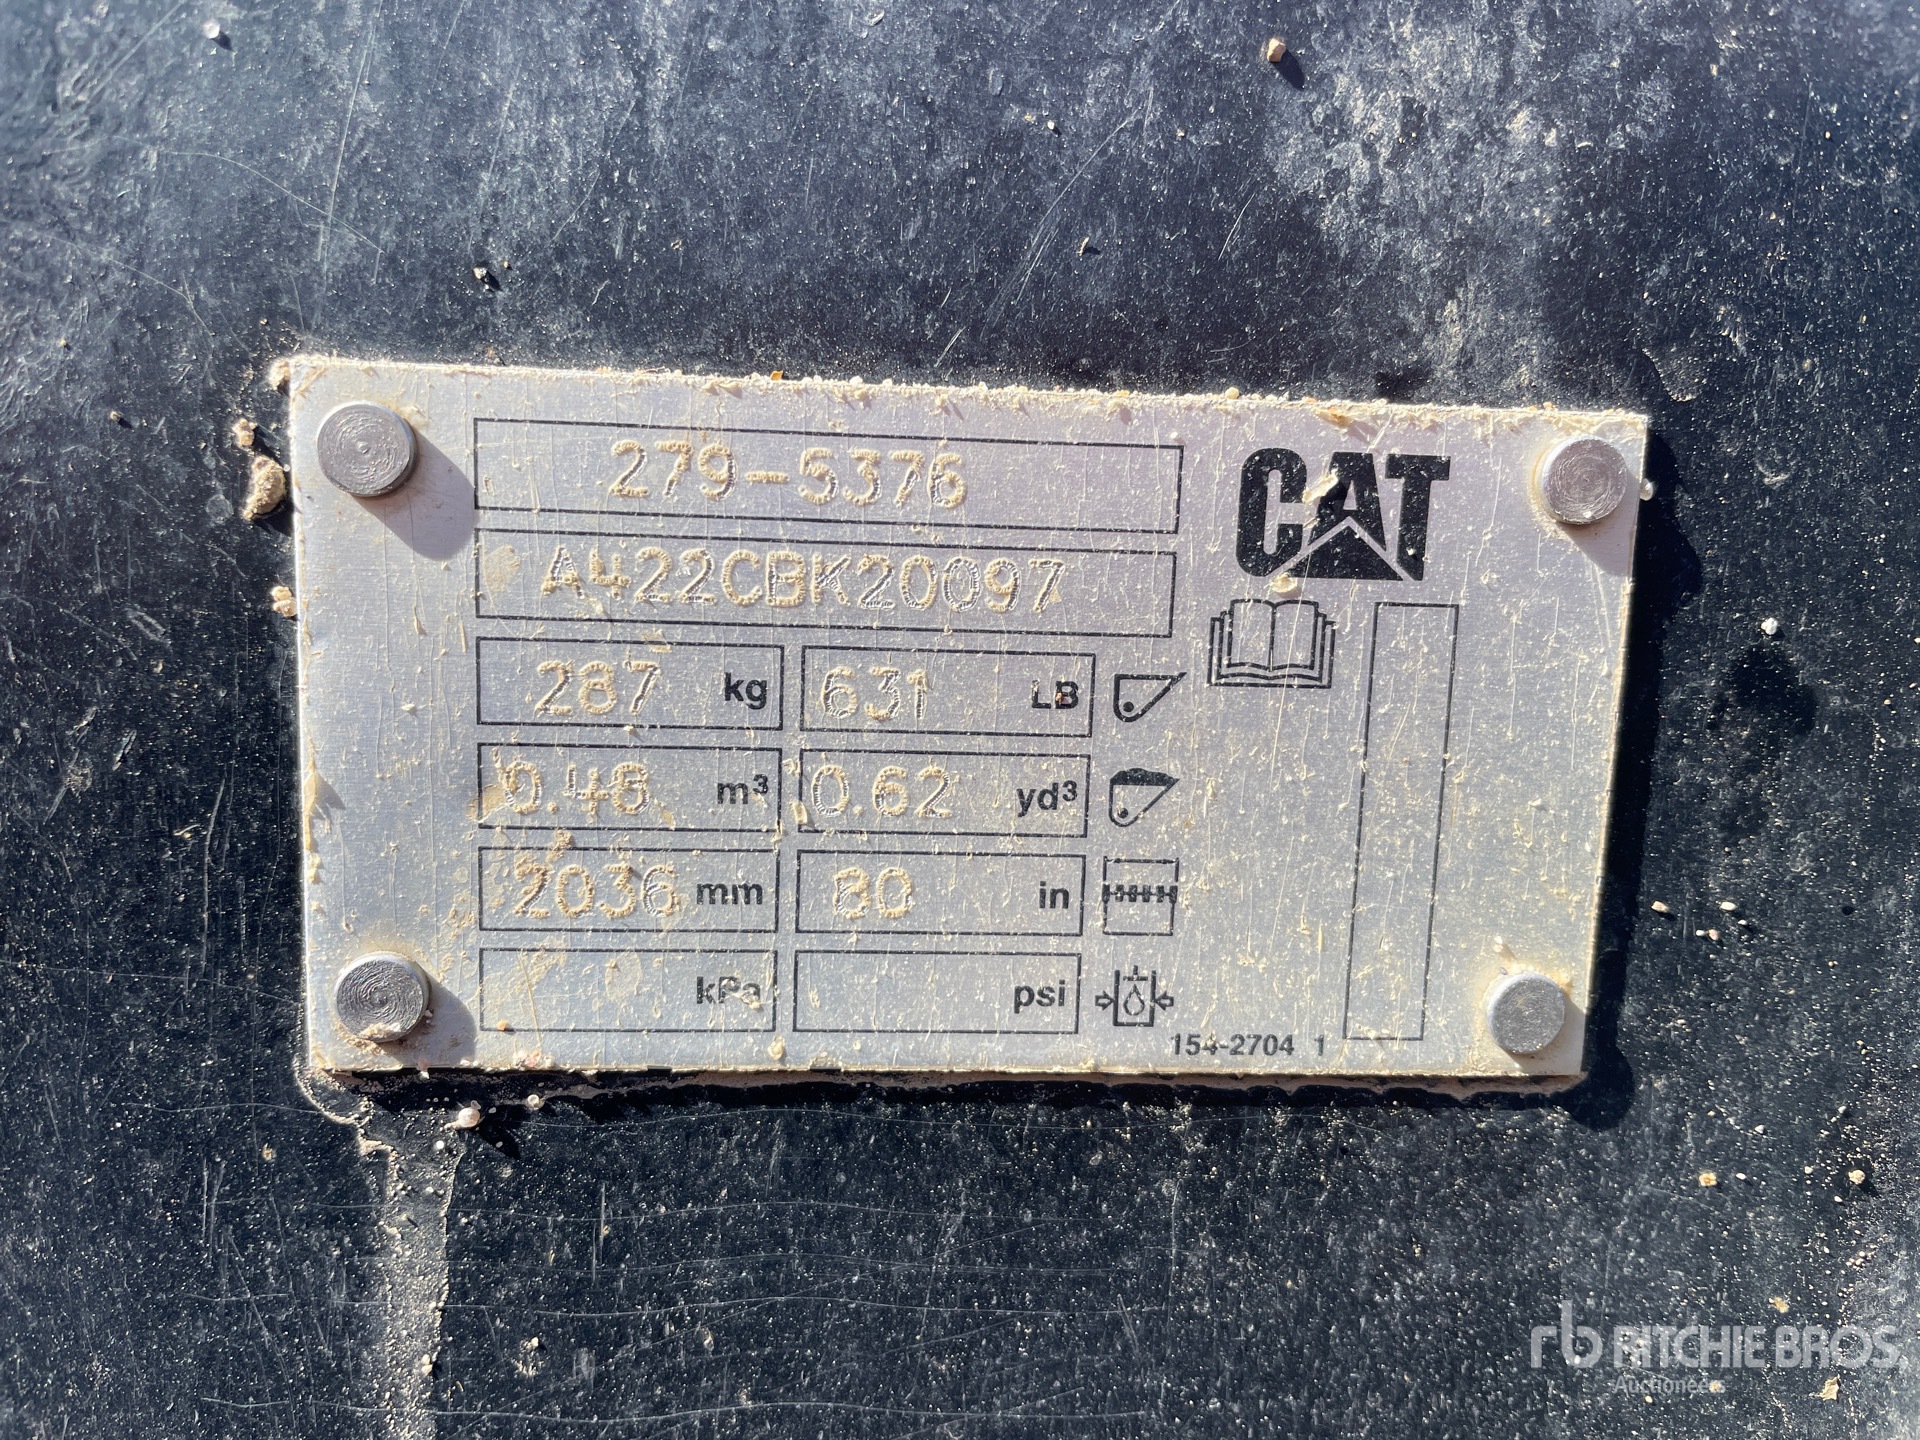 279-5376
CAT
A422CBK20097
287 kg 631 LB
0.48 m³ 0.62 yd³
2036 mm 80 in
kPa psi
154-2704 1
rb RITCHIE BROS.
Auctioneers